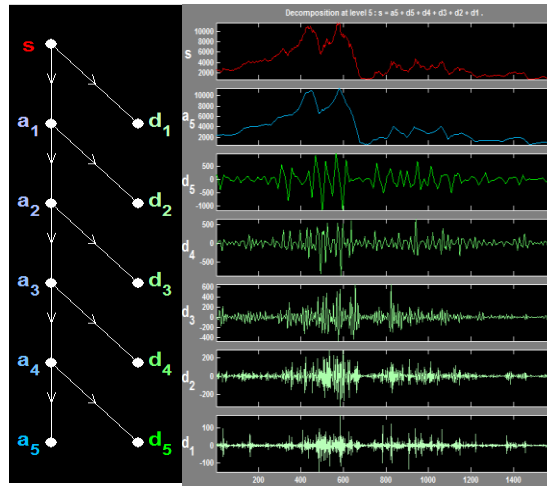 Decomposition at level 5 : s = a5 + d5 + d4 + d3 + d2 + d1 .
s
a1 d1
a2 d2
a3 d3
a4 d4
a5 d5
s
10000
8000
6000
4000
2000
a5
10000
8000
6000
4000
2000
d5
500
0
-500
-1000
d4
500
0
-500
d3
600
400
200
0
-200
-400
d2
200
0
-200
d1
100
0
-100
200 400 600 800 1000 1200 1400